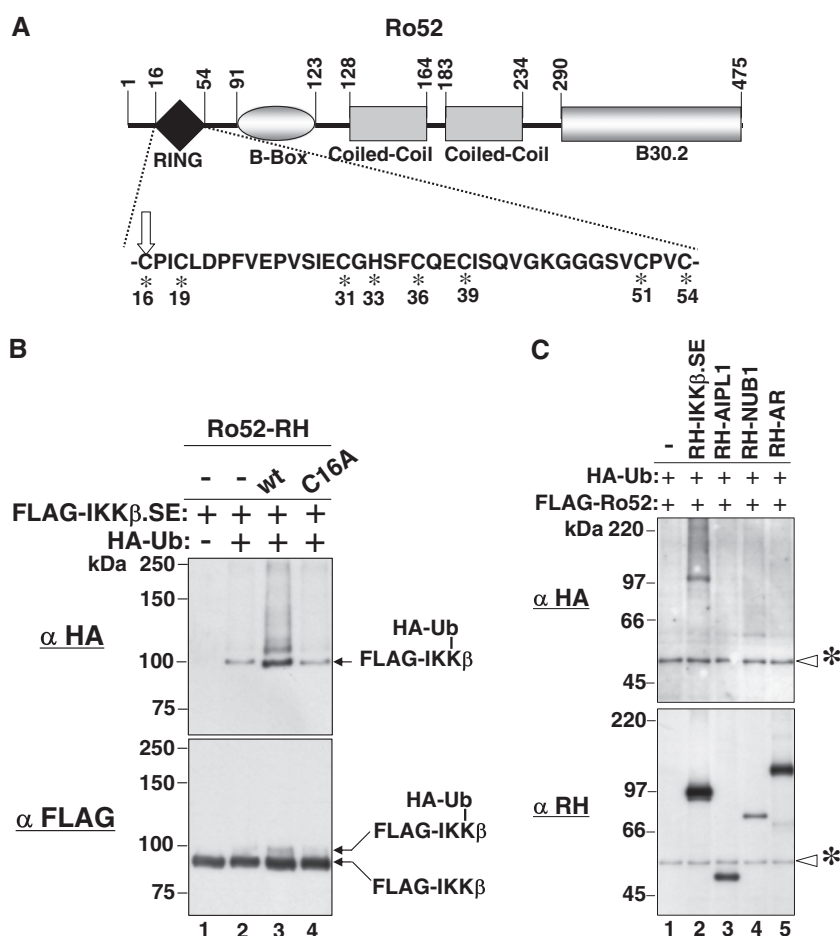 A
Ro52
1 16 54 91 123 128 164 183 234 290 475
RING
B-Box
Coiled-Coil
Coiled-Coil
B30.2
-CPICLDPFVEPVSIECGHSFCQECISQVGKGGGSVCPVC-
* * * * * * * *
16 19 31 33 36 39 51 54
B
Ro52-RH
- - wt C16A
FLAG-IKKβ.SE: + + + +
HA-Ub: - + + +
kDa
250
150
100
75
α HA
HA-Ub
FLAG-IKKβ
250
150
100
75
α FLAG
HA-Ub
FLAG-IKKβ
FLAG-IKKβ
1 2 3 4
C
- RH-IKKβ.SE RH-AIPL1 RH-NUB1 RH-AR
HA-Ub: + + + + +
FLAG-Ro52: + + + + +
kDa 220
97
66
45
α HA
*
220
97
66
45
α RH
*
1 2 3 4 5